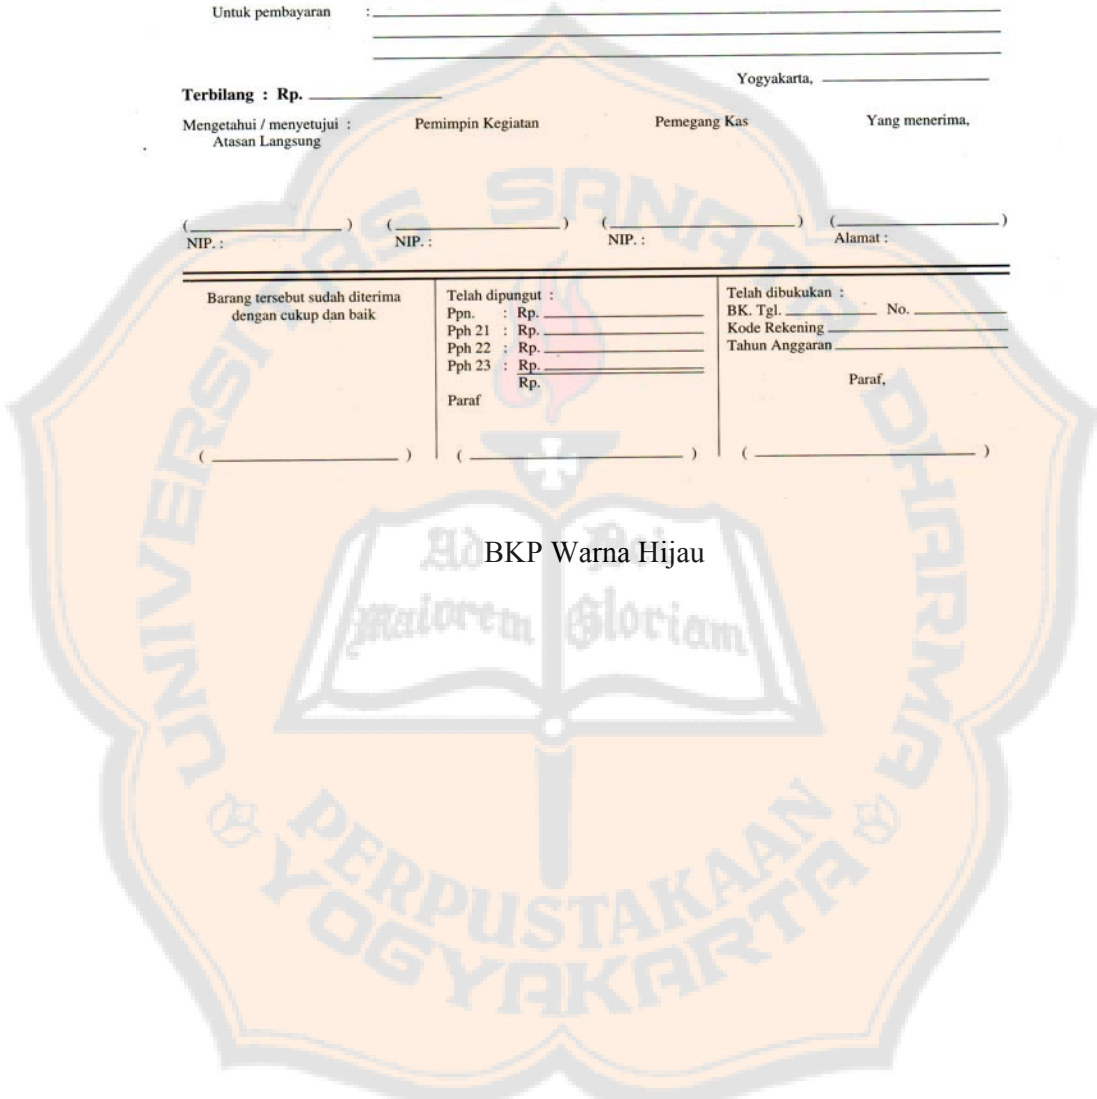 Untuk pembayaran :
Yogyakarta,
Terbilang : Rp.
Mengetahui / menyetujui :
Atasan Langsung
Pemimpin Kegiatan
Pemegang Kas
Yang menerima,
( ) ( ) ( ) ( )
NIP. : NIP. : NIP. : Alamat :
Barang tersebut sudah diterima
dengan cukup dan baik
( )
Telah dipungut :
Ppn. : Rp.
Pph 21 : Rp.
Pph 22 : Rp.
Pph 23 : Rp.
Rp.
Paraf
( )
Telah dibukukan :
BK. Tgl. No.
Kode Rekening
Tahun Anggaran
Paraf,
( )
BKP Warna Hijau
Ad Dei
maiorem Gloriam
UNIVERSITAS SANATA DHARMA
PERPUSTAKAAN
YOGYAKARTA